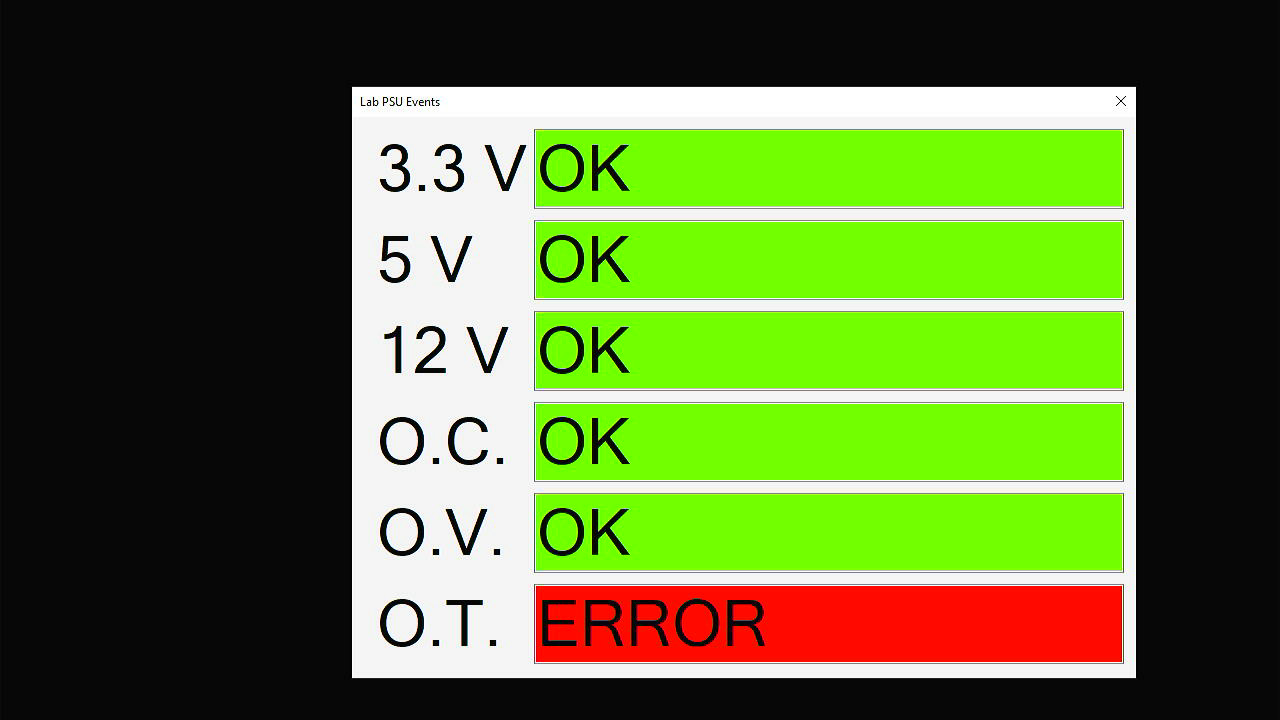 Lab PSU Events
3.3 V OK
5 V OK
12 V OK
O.C. OK
O.V. OK
O.T. ERROR